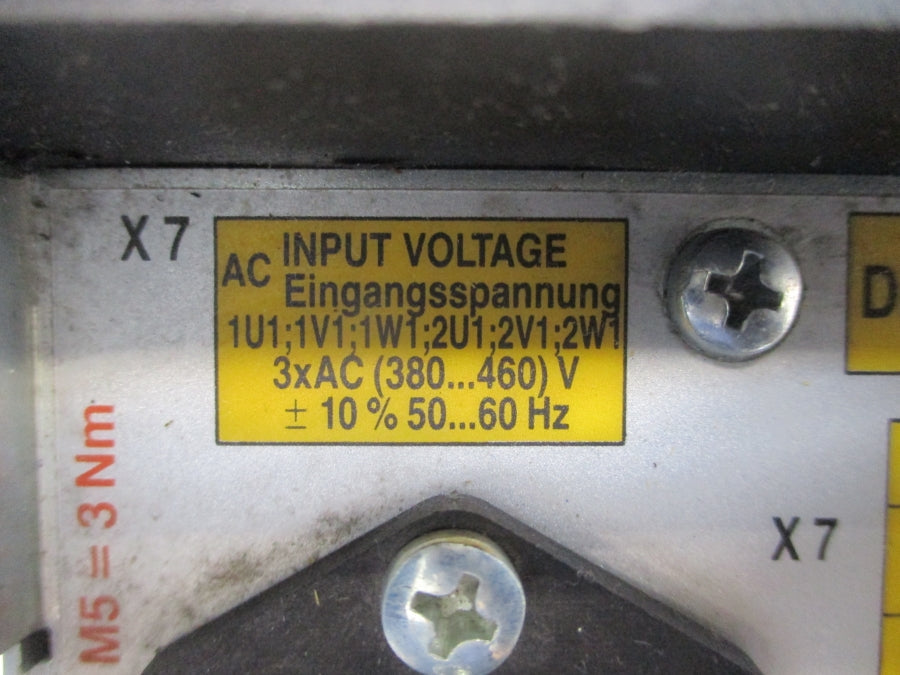 X7
AC INPUT VOLTAGE
Eingangsspannung
1U1;1V1;1W1;2U1;2V1;2W1
3xAC (380...460) V
± 10 % 50...60 Hz
D
M5 = 3 Nm
X7